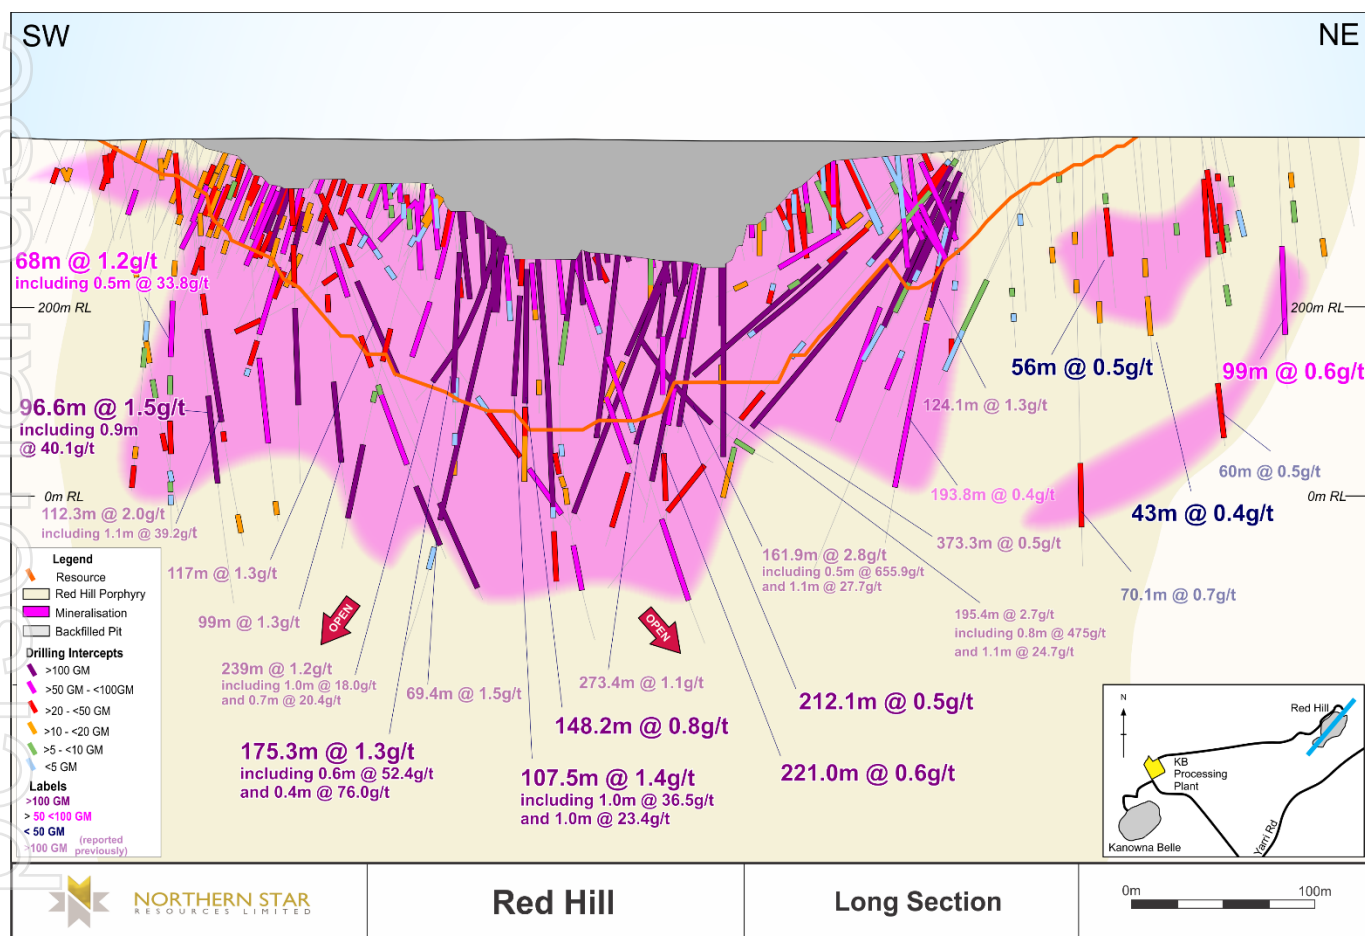 SW
NE
68m @ 1.2g/t
including 0.5m @ 33.8g/t
200m RL
200m RL
56m @ 0.5g/t
99m @ 0.6g/t
96.6m @ 1.5g/t
including 0.9m
@ 40.1g/t
124.1m @ 1.3g/t
60m @ 0.5g/t
0m RL
193.8m @ 0.4g/t
0m RL
112.3m @ 2.0g/t
including 1.1m @ 39.2g/t
43m @ 0.4g/t
373.3m @ 0.5g/t
161.9m @ 2.8g/t
including 0.5m @ 655.9g/t
and 1.1m @ 27.7g/t
117m @ 1.3g/t
70.1m @ 0.7g/t
99m @ 1.3g/t
195.4m @ 2.7g/t
including 0.8m @ 475g/t
and 1.1m @ 24.7g/t
OPEN
OPEN
239m @ 1.2g/t
including 1.0m @ 18.0g/t
and 0.7m @ 20.4g/t
69.4m @ 1.5g/t
273.4m @ 1.1g/t
212.1m @ 0.5g/t
148.2m @ 0.8g/t
175.3m @ 1.3g/t
including 0.6m @ 52.4g/t
and 0.4m @ 76.0g/t
107.5m @ 1.4g/t
including 1.0m @ 36.5g/t
and 1.0m @ 23.4g/t
221.0m @ 0.6g/t
Legend
Resource
Red Hill Porphyry
Mineralisation
Backfilled Pit
Drilling Intercepts
>100 GM
>50 GM - <100GM
>20 - <50 GM
>10 - <20 GM
>5 - <10 GM
<5 GM
Labels
>100 GM
> 50 <100 GM
< 50 GM
>100 GM (reported previously)
N
Red Hill
KB
Processing
Plant
Kanowna Belle
Yarri Rd
NORTHERN STAR
RESOURCES LIMITED
Red Hill
Long Section
0m
100m